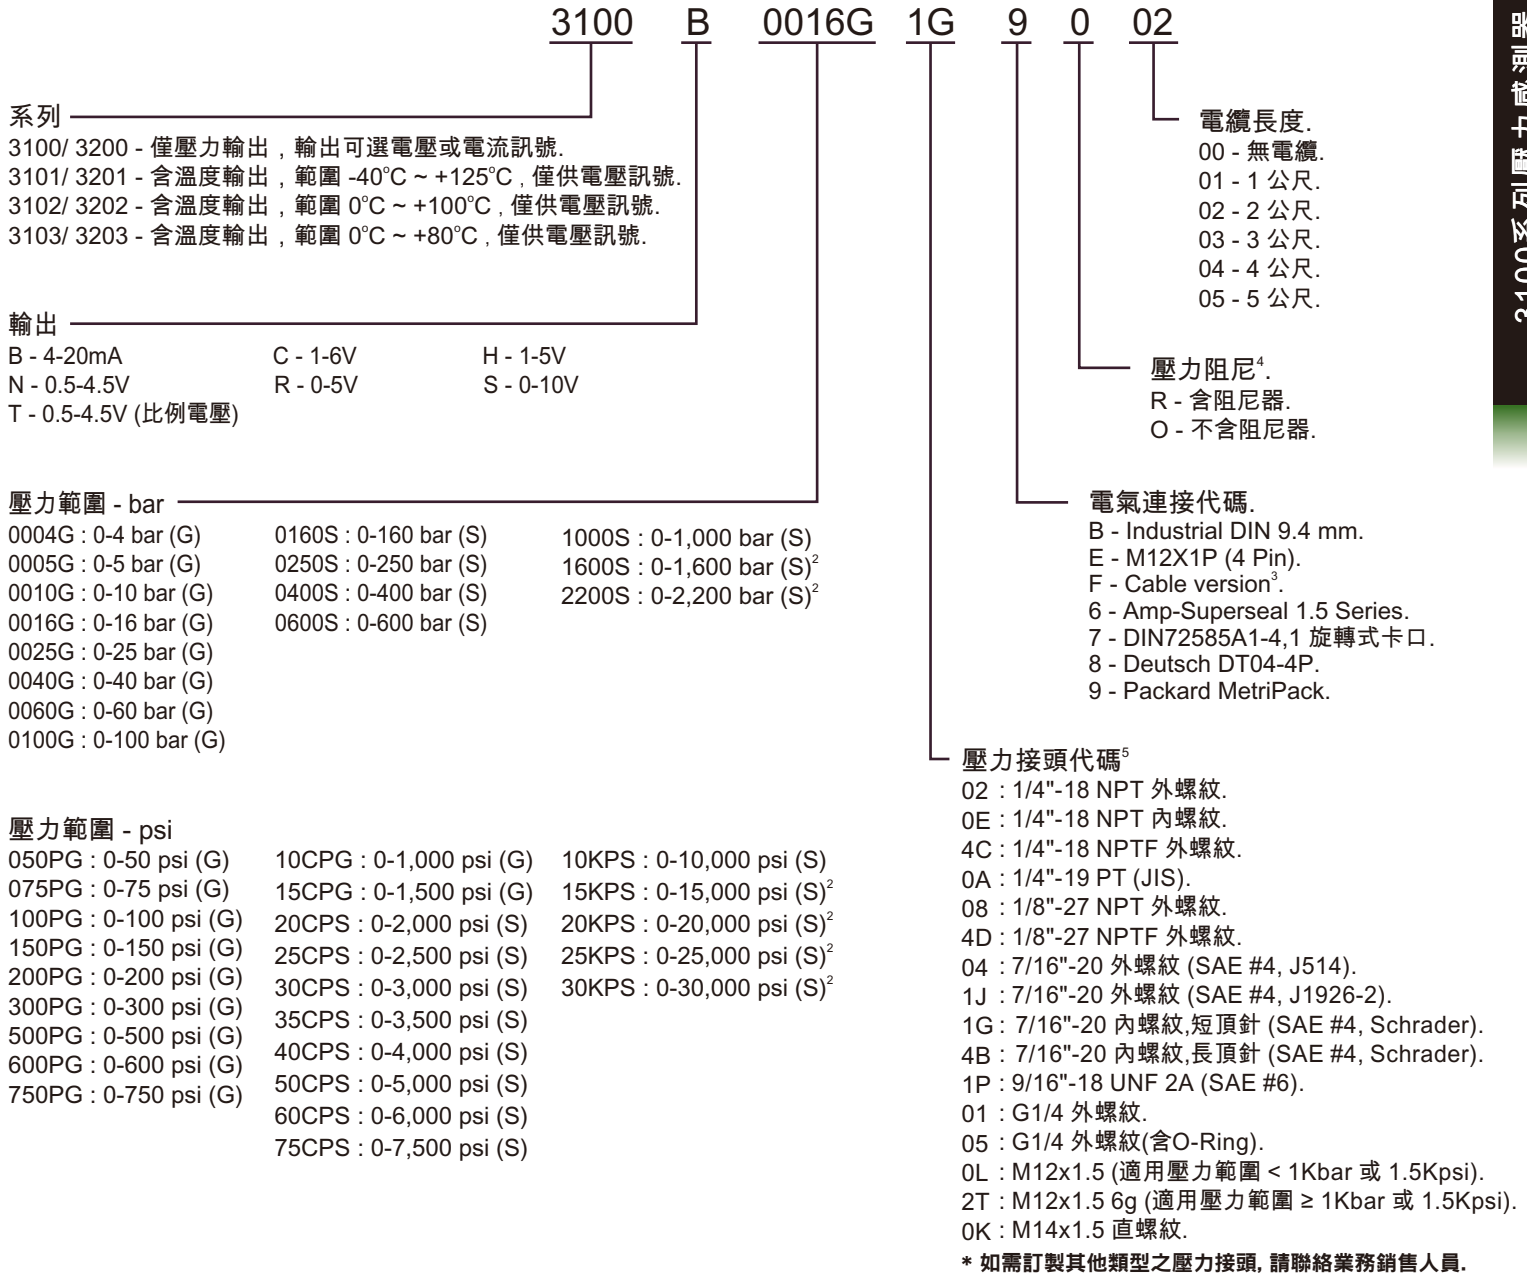 3100 B 0016G 1G 9 0 02
系列
3100/ 3200 - 僅壓力輸出 , 輸出可選電壓或電流訊號.
3101/ 3201 - 含溫度輸出 , 範圍 -40°C ~ +125°C , 僅供電壓訊號.
3102/ 3202 - 含溫度輸出 , 範圍 0°C ~ +100°C , 僅供電壓訊號.
3103/ 3203 - 含溫度輸出 , 範圍 0°C ~ +80°C , 僅供電壓訊號.
輸出
B - 4-20mA C - 1-6V H - 1-5V
N - 0.5-4.5V R - 0-5V S - 0-10V
T - 0.5-4.5V (比例電壓)
壓力範圍 - bar
0004G : 0-4 bar (G)
0005G : 0-5 bar (G)
0010G : 0-10 bar (G)
0016G : 0-16 bar (G)
0025G : 0-25 bar (G)
0040G : 0-40 bar (G)
0060G : 0-60 bar (G)
0100G : 0-100 bar (G)
0160S : 0-160 bar (S)
0250S : 0-250 bar (S)
0400S : 0-400 bar (S)
0600S : 0-600 bar (S)
1000S : 0-1,000 bar (S)
1600S : 0-1,600 bar (S)²
2200S : 0-2,200 bar (S)²
壓力範圍 - psi
050PG : 0-50 psi (G)
075PG : 0-75 psi (G)
100PG : 0-100 psi (G)
150PG : 0-150 psi (G)
200PG : 0-200 psi (G)
300PG : 0-300 psi (G)
500PG : 0-500 psi (G)
600PG : 0-600 psi (G)
750PG : 0-750 psi (G)
10CPG : 0-1,000 psi (G)
15CPG : 0-1,500 psi (G)
20CPS : 0-2,000 psi (S)
25CPS : 0-2,500 psi (S)
30CPS : 0-3,000 psi (S)
35CPS : 0-3,500 psi (S)
40CPS : 0-4,000 psi (S)
50CPS : 0-5,000 psi (S)
60CPS : 0-6,000 psi (S)
75CPS : 0-7,500 psi (S)
10KPS : 0-10,000 psi (S)
15KPS : 0-15,000 psi (S)²
20KPS : 0-20,000 psi (S)²
25KPS : 0-25,000 psi (S)²
30KPS : 0-30,000 psi (S)²
電纜長度.
00 - 無電纜.
01 - 1 公尺.
02 - 2 公尺.
03 - 3 公尺.
04 - 4 公尺.
05 - 5 公尺.
壓力阻尼⁴.
R - 含阻尼器.
O - 不含阻尼器.
電氣連接代碼.
B - Industrial DIN 9.4 mm.
E - M12X1P (4 Pin).
F - Cable version³.
6 - Amp-Superseal 1.5 Series.
7 - DIN72585A1-4,1 旋轉式卡口.
8 - Deutsch DT04-4P.
9 - Packard MetriPack.
壓力接頭代碼⁵
02 : 1/4"-18 NPT 外螺紋.
0E : 1/4"-18 NPT 內螺紋.
4C : 1/4"-18 NPTF 外螺紋.
0A : 1/4"-19 PT (JIS).
08 : 1/8"-27 NPT 外螺紋.
4D : 1/8"-27 NPTF 外螺紋.
04 : 7/16"-20 外螺紋 (SAE #4, J514).
1J : 7/16"-20 外螺紋 (SAE #4, J1926-2).
1G : 7/16"-20 內螺紋,短頂針 (SAE #4, Schrader).
4B : 7/16"-20 內螺紋,長頂針 (SAE #4, Schrader).
1P : 9/16"-18 UNF 2A (SAE #6).
01 : G1/4 外螺紋.
05 : G1/4 外螺紋(含O-Ring).
0L : M12x1.5 (適用壓力範圍 < 1Kbar 或 1.5Kpsi).
2T : M12x1.5 6g (適用壓力範圍 ≥ 1Kbar 或 1.5Kpsi).
0K : M14x1.5 直螺紋.
* 如需訂製其他類型之壓力接頭, 請聯絡業務銷售人員.
3100系列壓力感測器